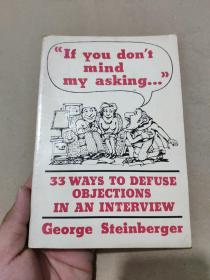 "If you don't
mind
my asking..."
33 WAYS TO DEFUSE
OBJECTIONS
IN AN INTERVIEW
George Steinberger